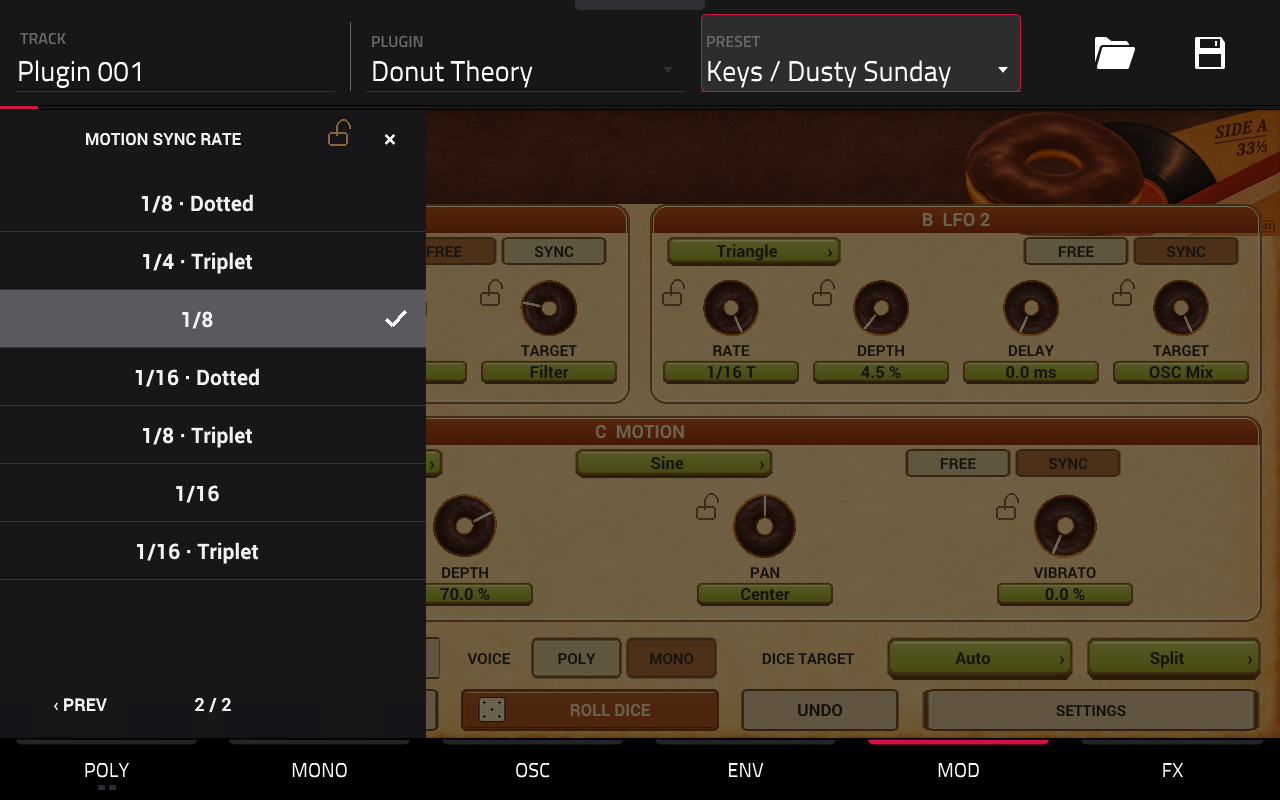 TRACK
Plugin 001
PLUGIN
Donut Theory
PRESET
Keys / Dusty Sunday
MOTION SYNC RATE
×
1/8 · Dotted
1/4 · Triplet
1/8
1/16 · Dotted
1/8 · Triplet
1/16
1/16 · Triplet
‹ PREV
2 / 2
SIDE A
33⅓
FREE
SYNC
TARGET
Filter
B LFO 2
Triangle ›
FREE
SYNC
RATE
1/16 T
DEPTH
4.5 %
DELAY
0.0 ms
TARGET
OSC Mix
C MOTION
›
Sine ›
FREE
SYNC
DEPTH
70.0 %
PAN
Center
VIBRATO
0.0 %
VOICE
POLY
MONO
DICE TARGET
Auto ›
Split ›
ROLL DICE
UNDO
SETTINGS
POLY
MONO
OSC
ENV
MOD
FX